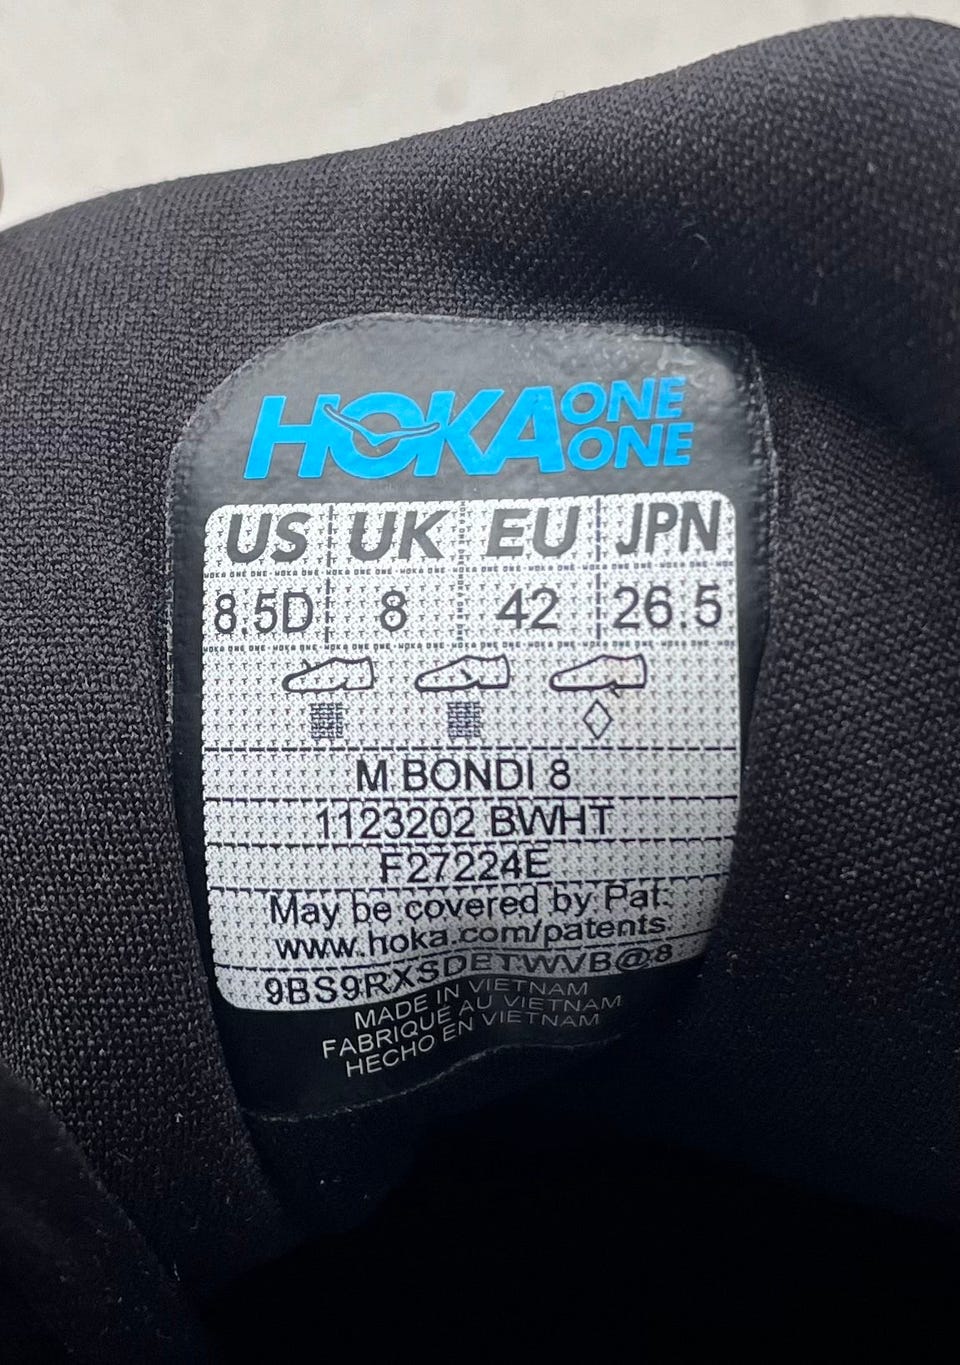 HOKA ONE ONE
US UK EU JPN
8.5D 8 42 26.5
M BONDI 8
1123202 BWHT
F27224E
May be covered by Pat:
www.hoka.com/patents
9BS9RXSDETWVB@8
MADE IN VIETNAM
FABRIQUÉ AU VIETNAM
HECHO EN VIETNAM